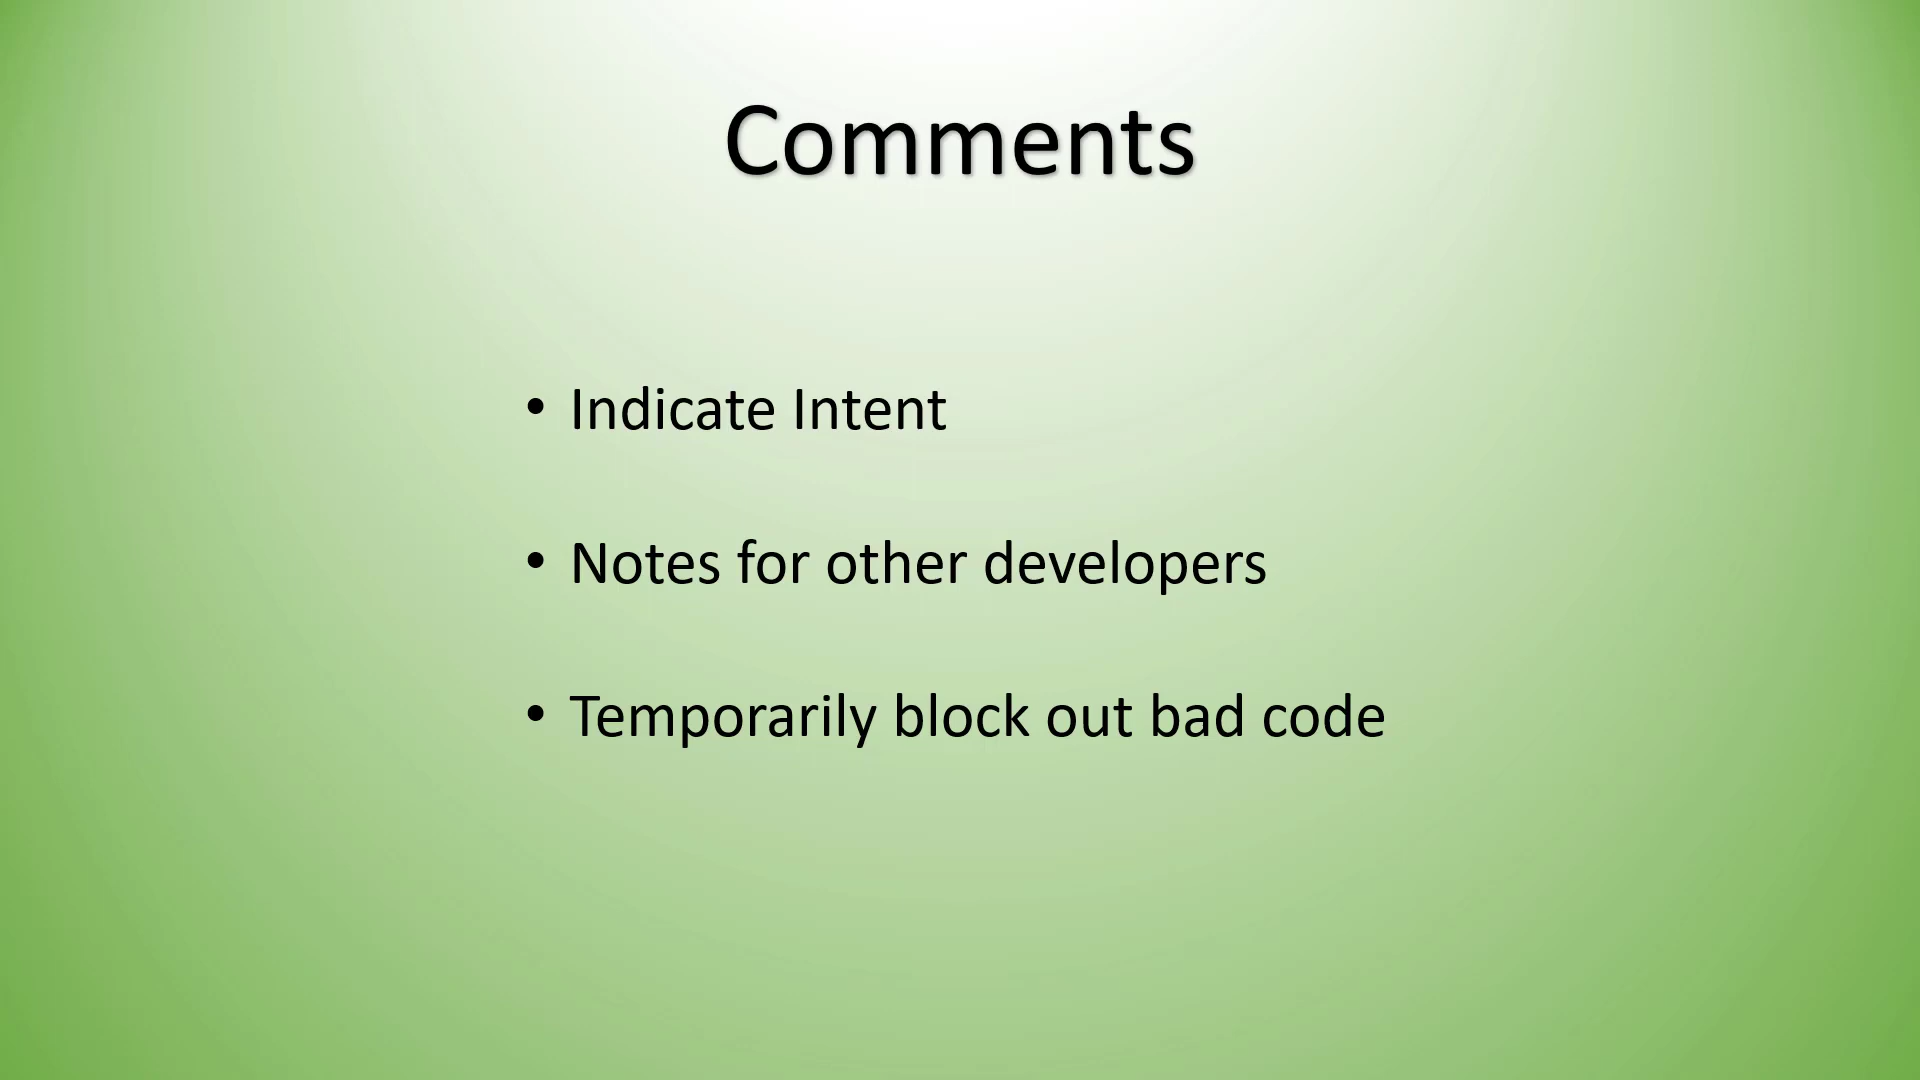 Comments
• Indicate Intent
• Notes for other developers
• Temporarily block out bad code